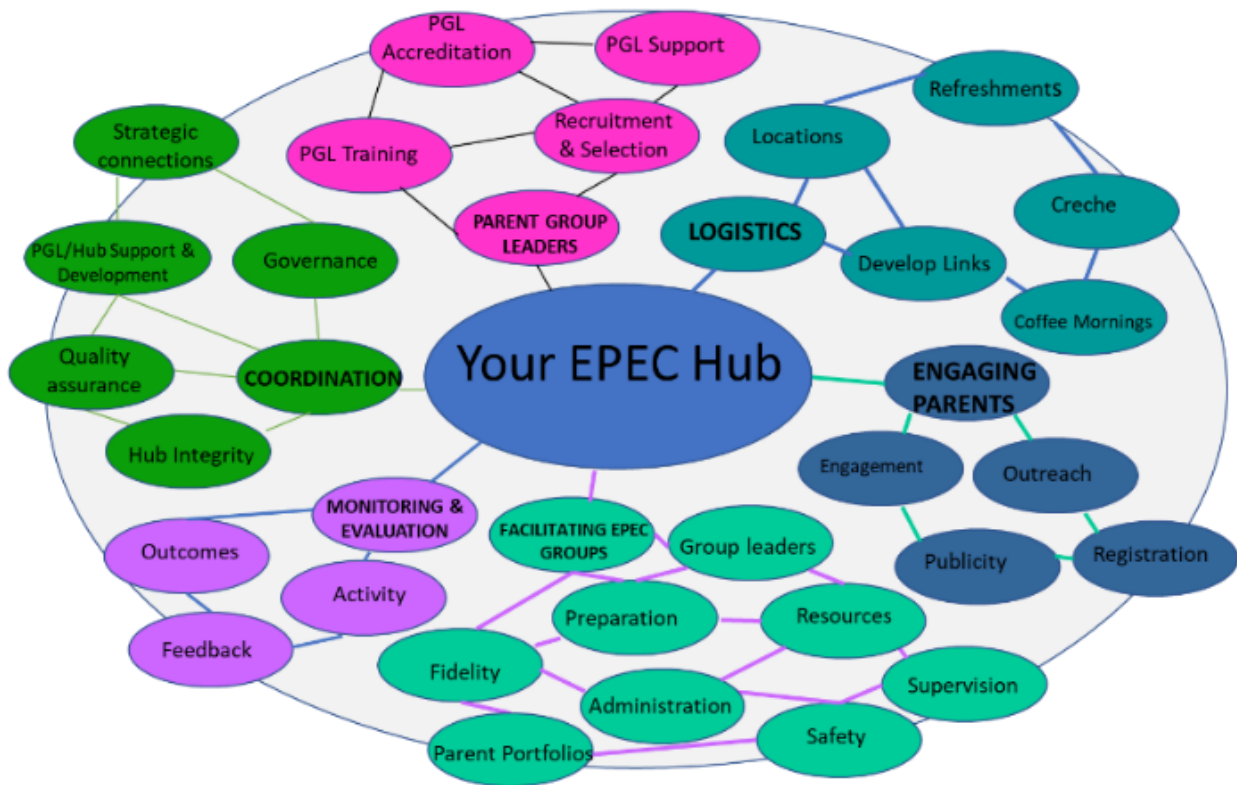 PGL
Accreditation
PGL Support
Recruitment
& Selection
PGL Training
PARENT GROUP
LEADERS
Refreshments
Locations
Creche
LOGISTICS
Develop Links
Coffee Mornings
Strategic
connections
PGL/Hub Support &
Development
Governance
Quality
assurance
COORDINATION
Hub Integrity
Your EPEC Hub
ENGAGING
PARENTS
Engagement
Outreach
Publicity
Registration
MONITORING &
EVALUATION
Outcomes
Activity
Feedback
FACILITATING EPEC
GROUPS
Group leaders
Preparation
Resources
Fidelity
Administration
Supervision
Safety
Parent Portfolios